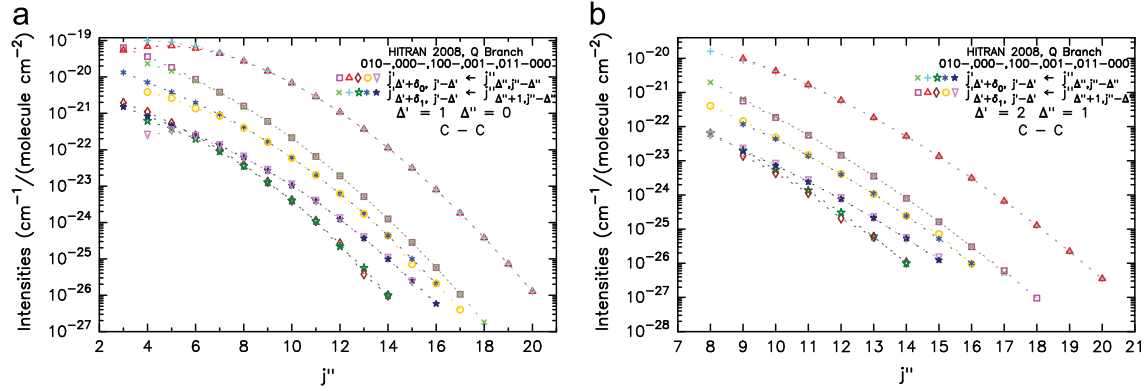 a
HITRAN 2008, Q Branch
010-,000-,100-,001-,011-000
j'Δ'+δ₀, j'-Δ' ← j''Δ'',j''-Δ''
j'Δ'+δ₁, j'-Δ' ← j''Δ''+1,j''-Δ''
Δ' = 1 Δ'' = 0
C - C
Intensities (cm⁻¹/(molecule cm⁻²)
10⁻¹⁹
10⁻²⁰
10⁻²¹
10⁻²²
10⁻²³
10⁻²⁴
10⁻²⁵
10⁻²⁶
10⁻²⁷
2 4 6 8 10 12 14 16 18 20
j''
b
HITRAN 2008, Q Branch
010-,000-,100-,001-,011-000
j'Δ'+δ₀, j'-Δ' ← j''Δ'',j''-Δ''
j'Δ'+δ₁, j'-Δ' ← j''Δ''+1,j''-Δ''
Δ' = 2 Δ'' = 1
C - C
Intensities (cm⁻¹/(molecule cm⁻²)
10⁻²⁰
10⁻²¹
10⁻²²
10⁻²³
10⁻²⁴
10⁻²⁵
10⁻²⁶
10⁻²⁷
10⁻²⁸
7 8 9 10 11 12 13 14 15 16 17 18 19 20 21
j''